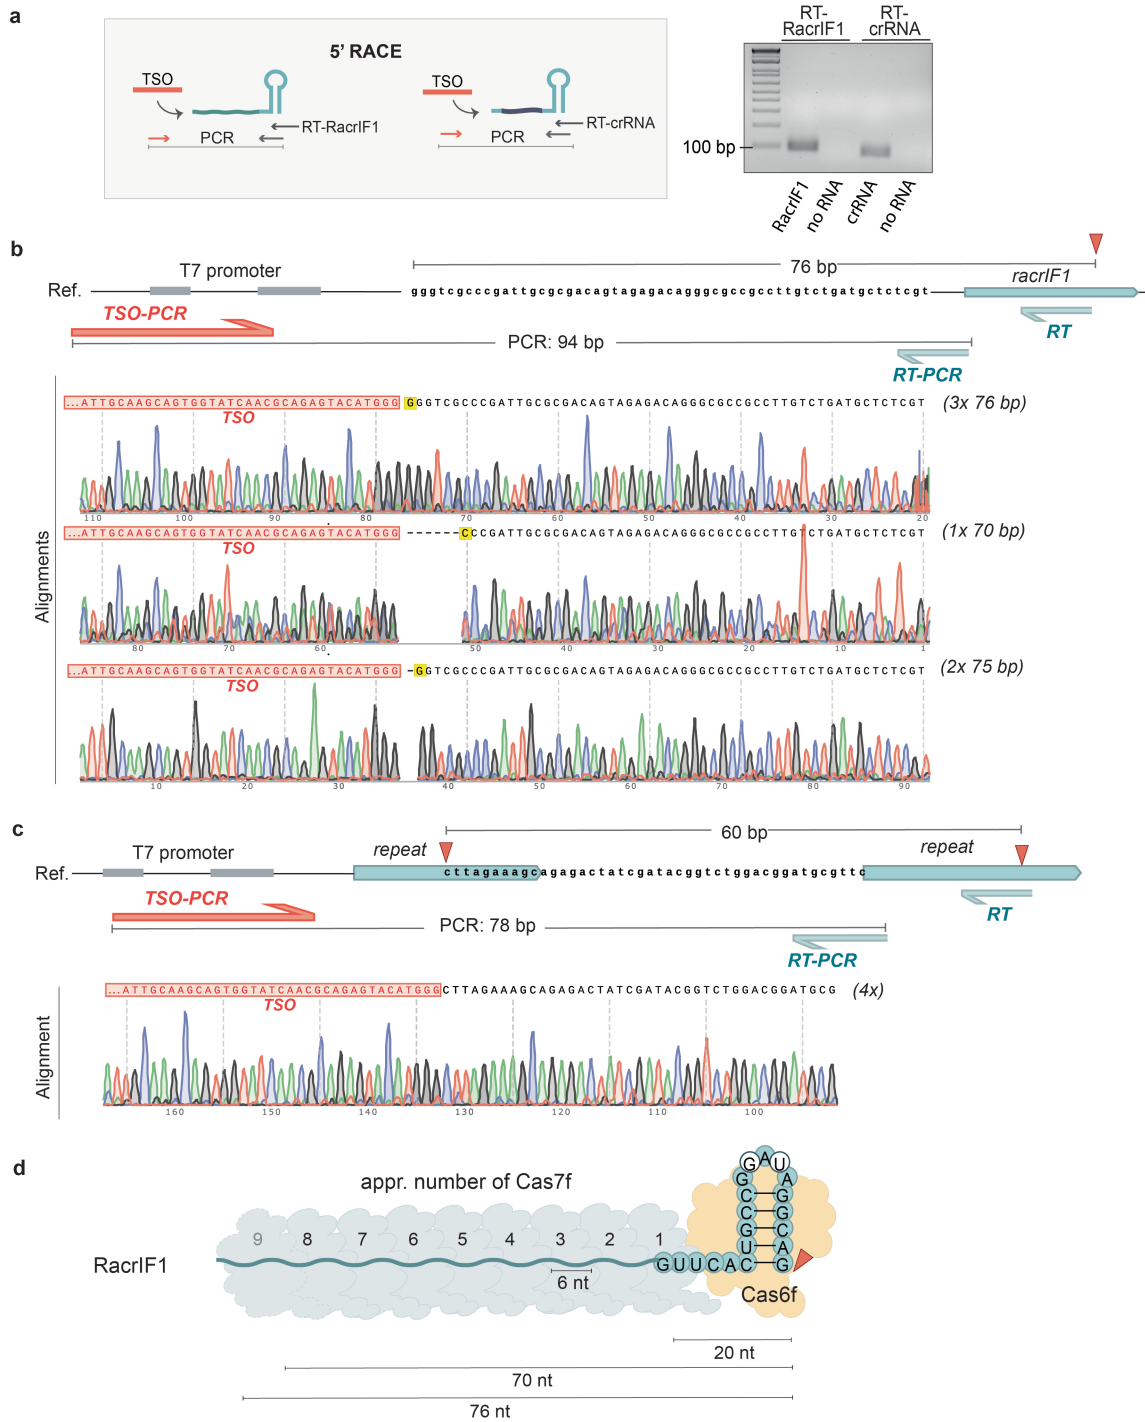 a
5' RACE
TSO
RT-RacrIF1
PCR
TSO
RT-crRNA
PCR
RT-RacrIF1
RT-crRNA
100 bp
RacrIF1
no RNA
crRNA
no RNA
b
76 bp
T7 promoter
racrIF1
Ref.
gggtcgcccgattgcgcgacagtagagacagggcgccgccttgtctgatgctctcgt
TSO-PCR
RT
PCR: 94 bp
RT-PCR
Alignments
...ATTGCAAGCAGTGGTATCAACGCAGAGTACATGGG GGGTCGCCCGATTGCGCGACAGTAGAGACAGGGCGCCGCCTTGTCTGATGCTCTCGT (3x 76 bp)
TSO
110 100 90 80 70 60 50 40 30 20
...ATTGCAAGCAGTGGTATCAACGCAGAGTACATGGG ------CCCGATTGCGCGACAGTAGAGACAGGGCGCCGCCTTGTCTGATGCTCTCGT (1x 70 bp)
TSO
80 70 60 50 40 30 20 10 1
...ATTGCAAGCAGTGGTATCAACGCAGAGTACATGGG -GGTCGCCCGATTGCGCGACAGTAGAGACAGGGCGCCGCCTTGTCTGATGCTCTCGT (2x 75 bp)
TSO
10 20 30 40 50 60 70 80 90
c
60 bp
T7 promoter
repeat
repeat
Ref.
cttagaaagcagagactatcgatacggtctggacggatgcgttc
TSO-PCR
RT
PCR: 78 bp
RT-PCR
Alignment
...ATTGCAAGCAGTGGTATCAACGCAGAGTACATGGGCTTAGAAAGCAGAGACTATCGATACGGTCTGGACGGATGCG (4x)
TSO
160 150 140 130 120 110 100
d
appr. number of Cas7f
9 8 7 6 5 4 3 2 1
RacrIF1
6 nt
GUUCACUGCCGGAUAGGCAG
Cas6f
20 nt
70 nt
76 nt